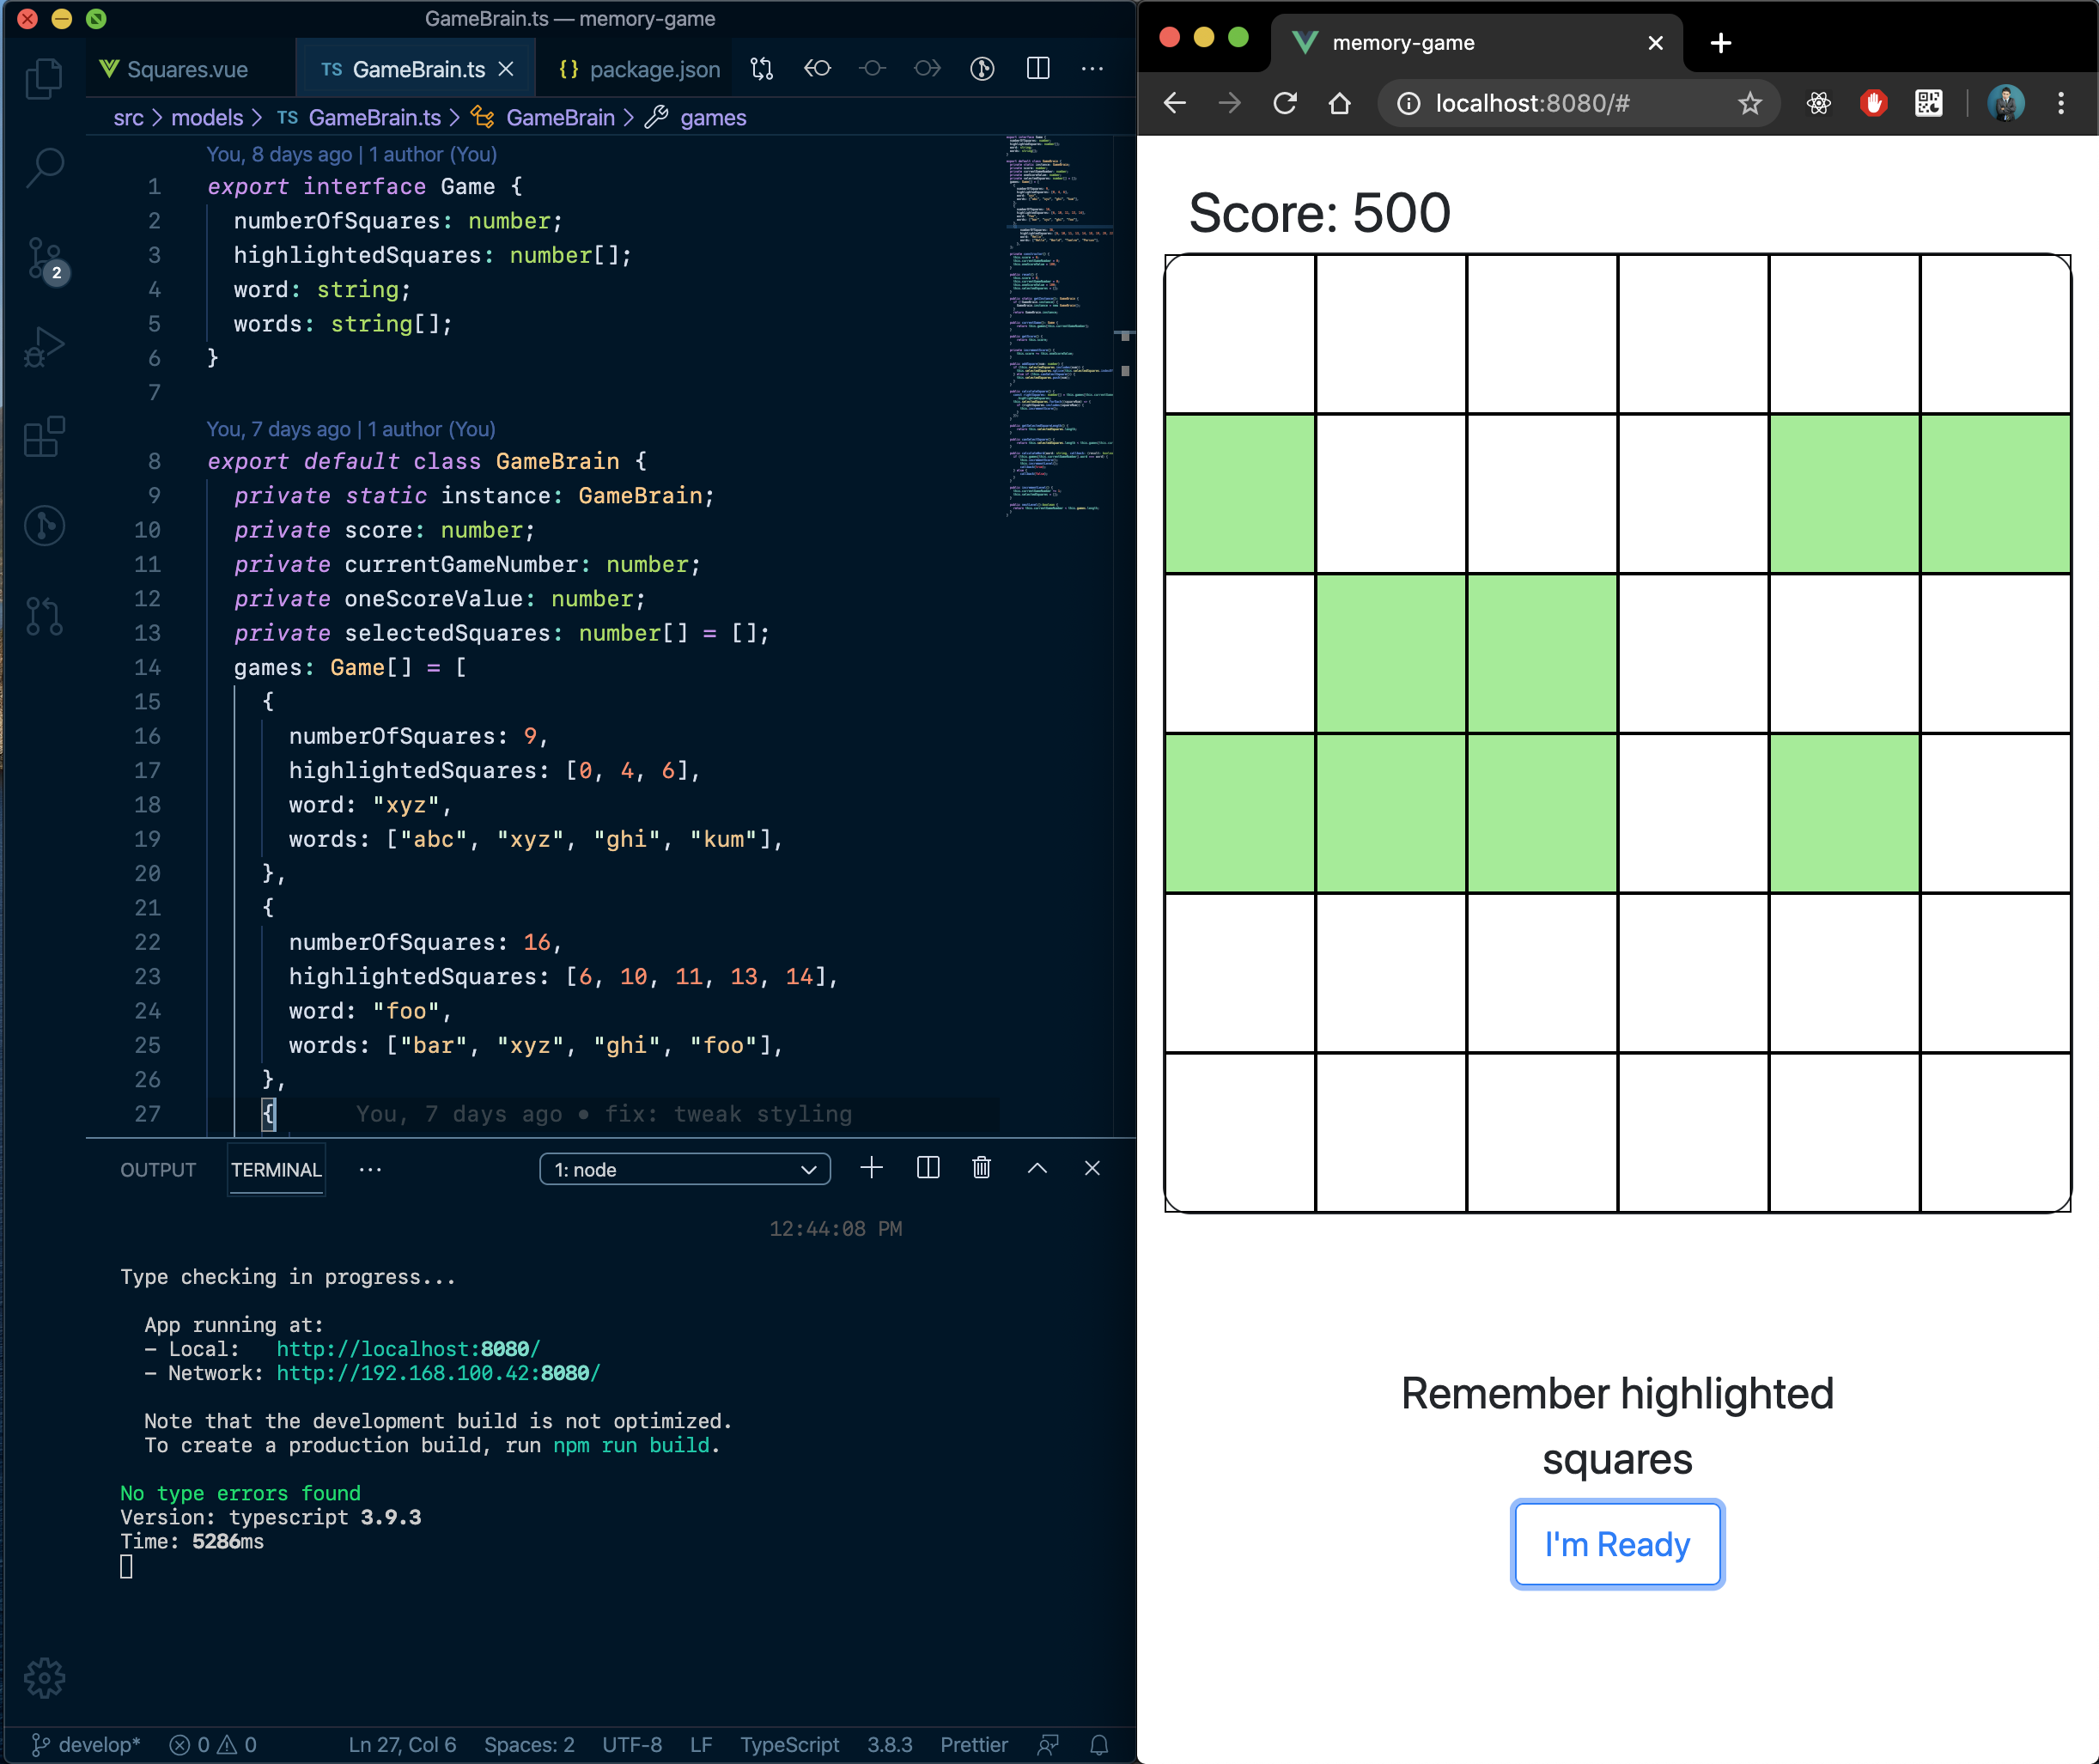 GameBrain.ts — memory-game
Squares.vue
TS GameBrain.ts
{} package.json
src > models > TS GameBrain.ts > GameBrain > games
2
You, 8 days ago | 1 author (You)
1 export interface Game {
2 numberOfSquares: number;
3 highlightedSquares: number[];
4 word: string;
5 words: string[];
6 }
7
You, 7 days ago | 1 author (You)
8 export default class GameBrain {
9 private static instance: GameBrain;
10 private score: number;
11 private currentGameNumber: number;
12 private oneScoreValue: number;
13 private selectedSquares: number[] = [];
14 games: Game[] = [
15 {
16 numberOfSquares: 9,
17 highlightedSquares: [0, 4, 6],
18 word: "xyz",
19 words: ["abc", "xyz", "ghi", "kum"],
20 },
21 {
22 numberOfSquares: 16,
23 highlightedSquares: [6, 10, 11, 13, 14],
24 word: "foo",
25 words: ["bar", "xyz", "ghi", "foo"],
26 },
27 { You, 7 days ago • fix: tweak styling
OUTPUT TERMINAL ··· 1: node
12:44:08 PM
Type checking in progress...
App running at:
- Local: http://localhost:8080/
- Network: http://192.168.100.42:8080/
Note that the development build is not optimized.
To create a production build, run npm run build.
No type errors found
Version: typescript 3.9.3
Time: 5286ms
develop* 0 0 Ln 27, Col 6 Spaces: 2 UTF-8 LF TypeScript 3.8.3 Prettier
memory-game
localhost:8080/#
Score: 500
Remember highlighted
squares
I'm Ready